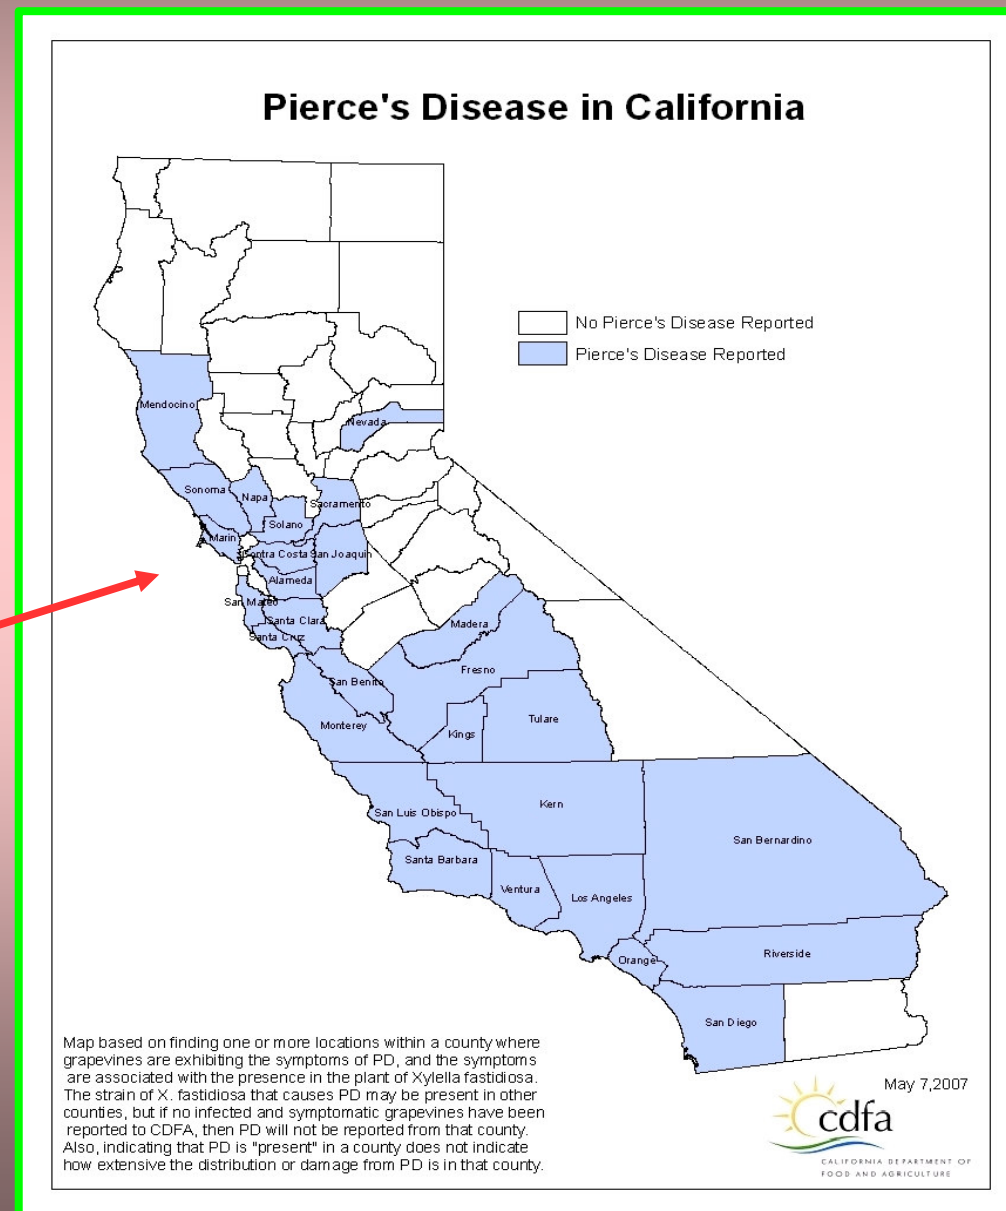 Pierce's Disease in California
No Pierce's Disease Reported
Pierce's Disease Reported
Mendocino
Nevada
Sonoma
Napa
Sacramento
Solano
Marin
Contra Costa
San Joaquin
Alameda
San Mateo
Santa Clara
Santa Cruz
Madera
Fresno
San Benito
Tulare
Monterey
Kings
Kern
San Luis Obispo
San Bernardino
Santa Barbara
Ventura
Los Angeles
Riverside
Orange
San Diego
Map based on finding one or more locations within a county where
grapevines are exhibiting the symptoms of PD, and the symptoms
are associated with the presence in the plant of Xylella fastidiosa.
The strain of X. fastidiosa that causes PD may be present in other
counties, but if no infected and symptomatic grapevines have been
reported to CDFA, then PD will not be reported from that county.
Also, indicating that PD is "present" in a county does not indicate
how extensive the distribution or damage from PD is in that county.
May 7,2007
cdfa
CALIFORNIA DEPARTMENT OF
FOOD AND AGRICULTURE